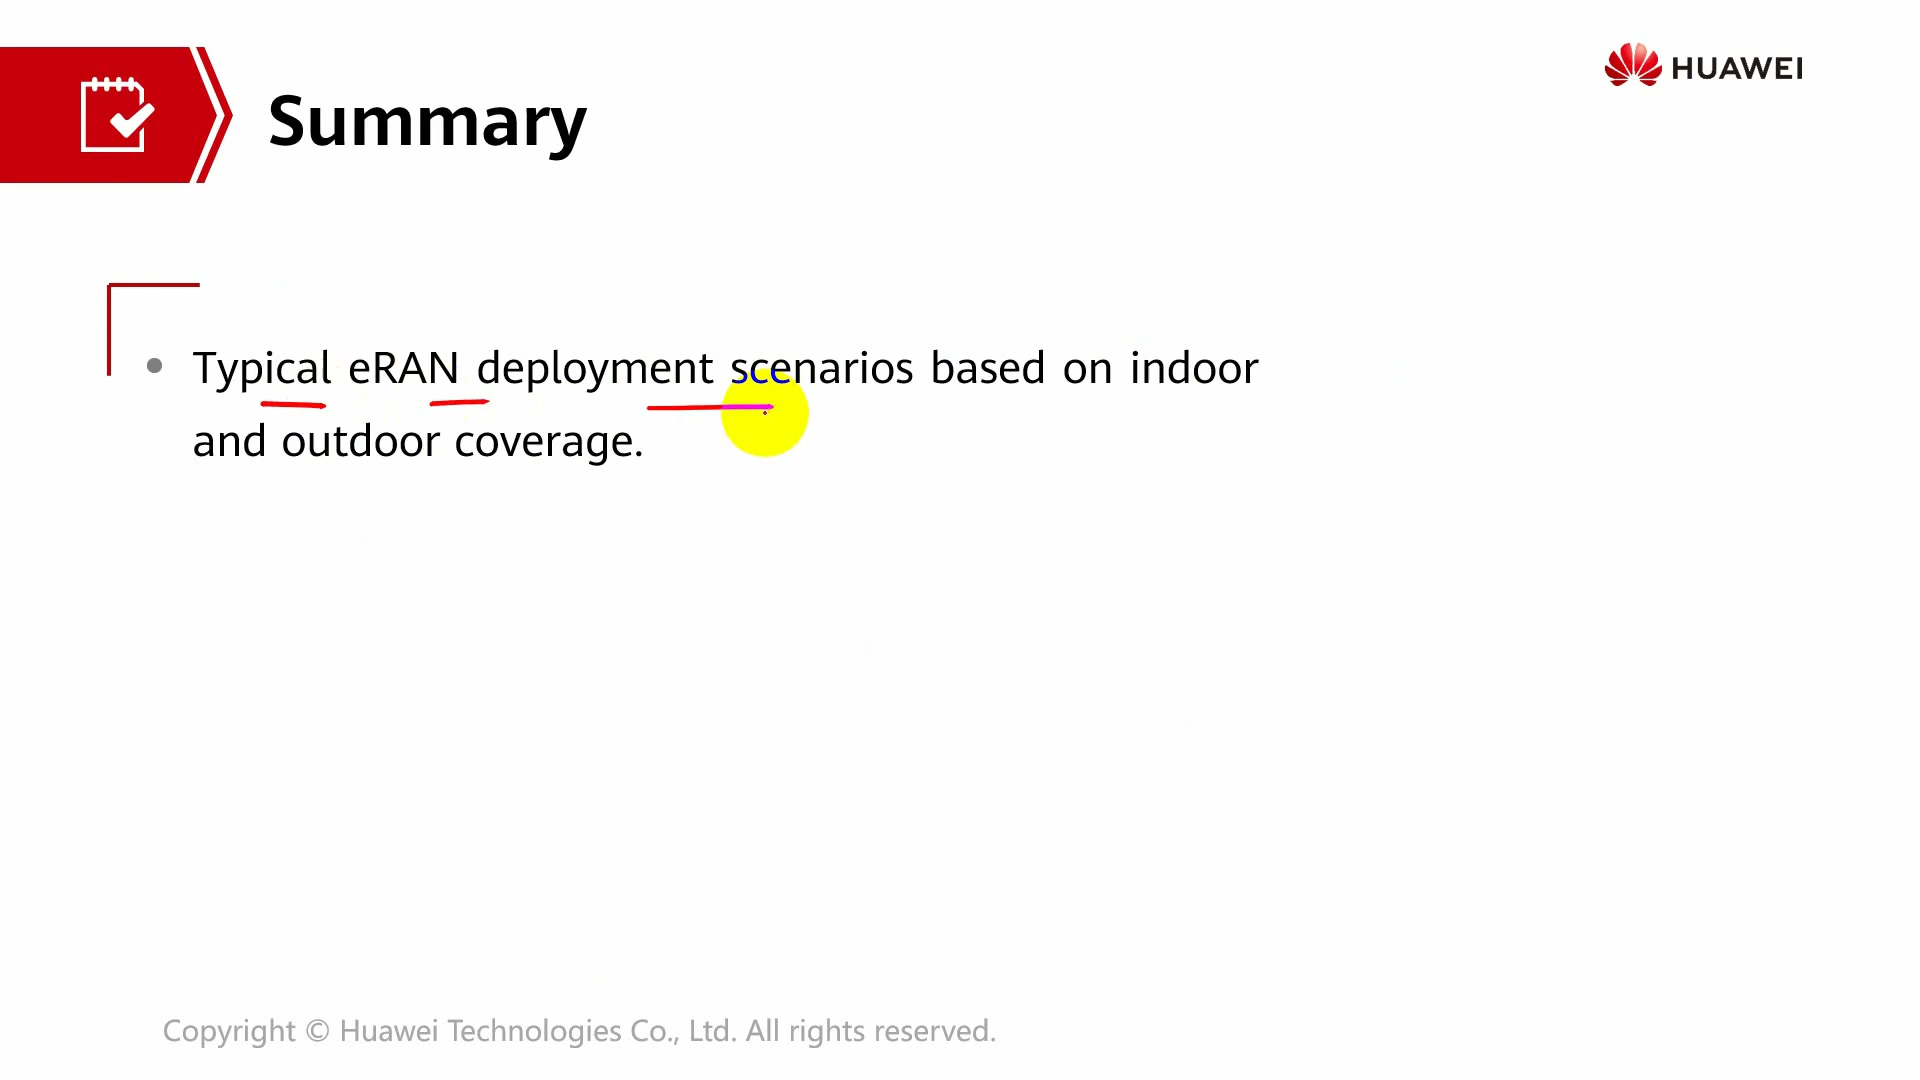 HUAWEI
Summary
Typical eRAN deployment scenarios based on indoor
and outdoor coverage.
Copyright © Huawei Technologies Co., Ltd. All rights reserved.